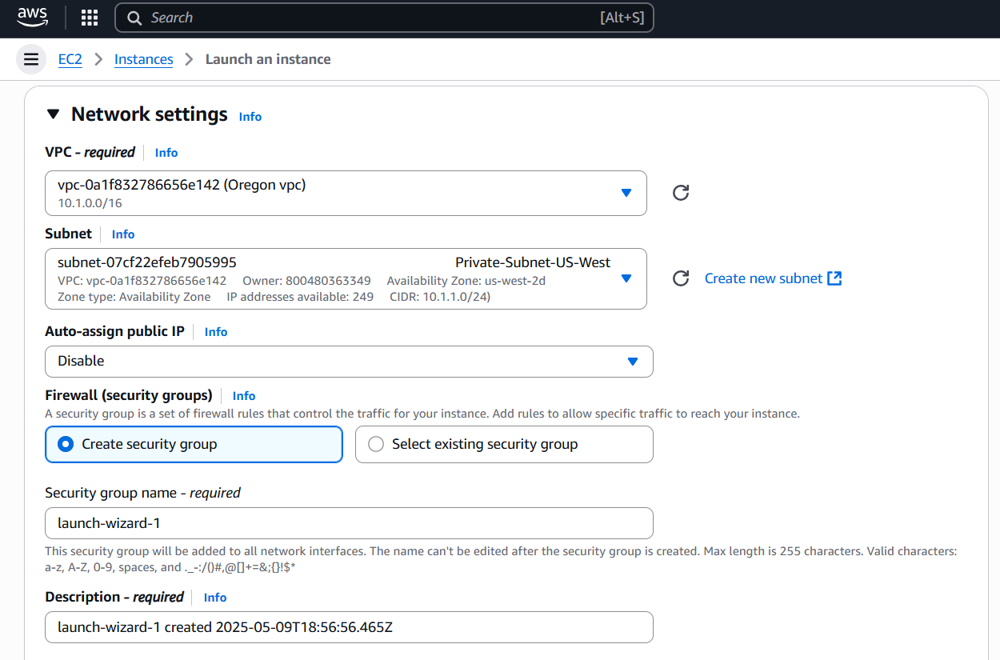 aws
Search [Alt+S]
EC2 Instances Launch an instance
Network settings Info
VPC - required Info
vpc-0a1f832786656e142 (Oregon vpc)
10.1.0.0/16
Subnet Info
subnet-07cf22efeb7905995 Private-Subnet-US-West
VPC: vpc-0a1f832786656e142 Owner: 800480363349 Availability Zone: us-west-2d
Zone type: Availability Zone IP addresses available: 249 CIDR: 10.1.1.0/24)
Create new subnet
Auto-assign public IP Info
Disable
Firewall (security groups) Info
A security group is a set of firewall rules that control the traffic for your instance. Add rules to allow specific traffic to reach your instance.
Create security group Select existing security group
Security group name - required
launch-wizard-1
This security group will be added to all network interfaces. The name can't be edited after the security group is created. Max length is 255 characters. Valid characters:
a-z, A-Z, 0-9, spaces, and ._-:/()#,@[]+=&;{}!$*
Description - required Info
launch-wizard-1 created 2025-05-09T18:56:56.465Z